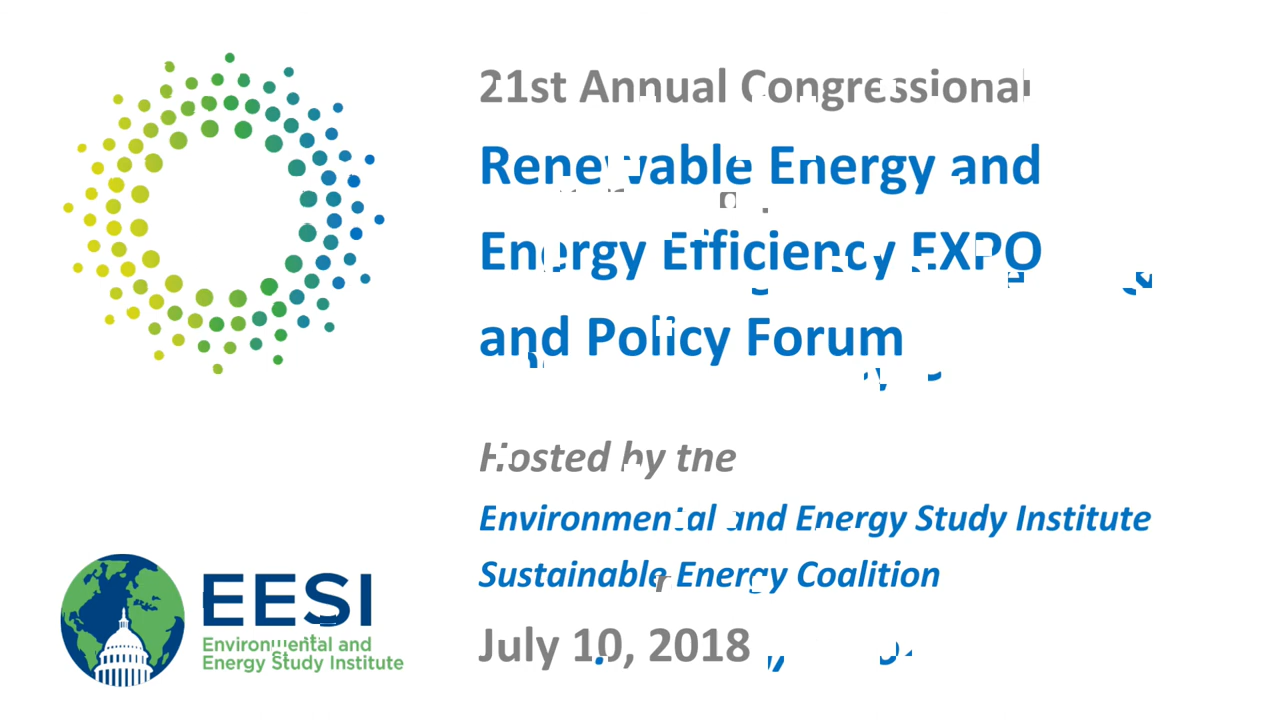 21st Annual Congressional
Renewable Energy and
Energy Efficiency EXPO
and Policy Forum
Hosted by the
Environmental and Energy Study Institute
Sustainable Energy Coalition
July 10, 2018
EESI
Environmental and
Energy Study Institute